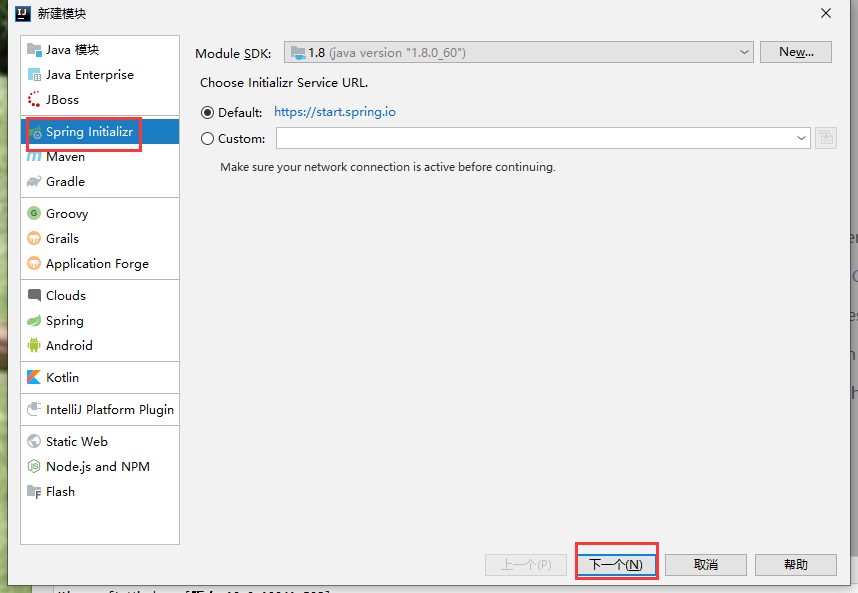 新建模块
Java 模块
Java Enterprise
JBoss
Spring Initializr
Maven
Gradle
Groovy
Grails
Application Forge
Clouds
Spring
Android
Kotlin
IntelliJ Platform Plugin
Static Web
Node.js and NPM
Flash
Module SDK: 1.8 (java version "1.8.0_60") New...
Choose Initializr Service URL.
Default: https://start.spring.io
Custom:
Make sure your network connection is active before continuing.
上一个(P) 下一个(N) 取消 帮助